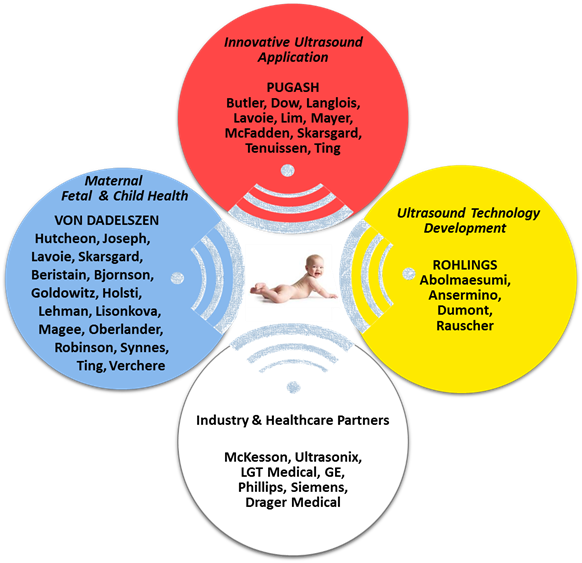 Innovative Ultrasound
Application
PUGASH
Butler, Dow, Langlois,
Lavoie, Lim, Mayer,
McFadden, Skarsgard,
Tenuissen, Ting
Maternal
Fetal & Child Health
VON DADELSZEN
Hutcheon, Joseph,
Lavoie, Skarsgard,
Beristain, Bjornson,
Goldowitz, Holsti,
Lehman, Lisonkova,
Magee, Oberlander,
Robinson, Synnes,
Ting, Verchere
Ultrasound Technology
Development
ROHLINGS
Abolmaesumi,
Ansermino,
Dumont,
Rauscher
Industry & Healthcare Partners
McKesson, Ultrasonix,
LGT Medical, GE,
Phillips, Siemens,
Drager Medical